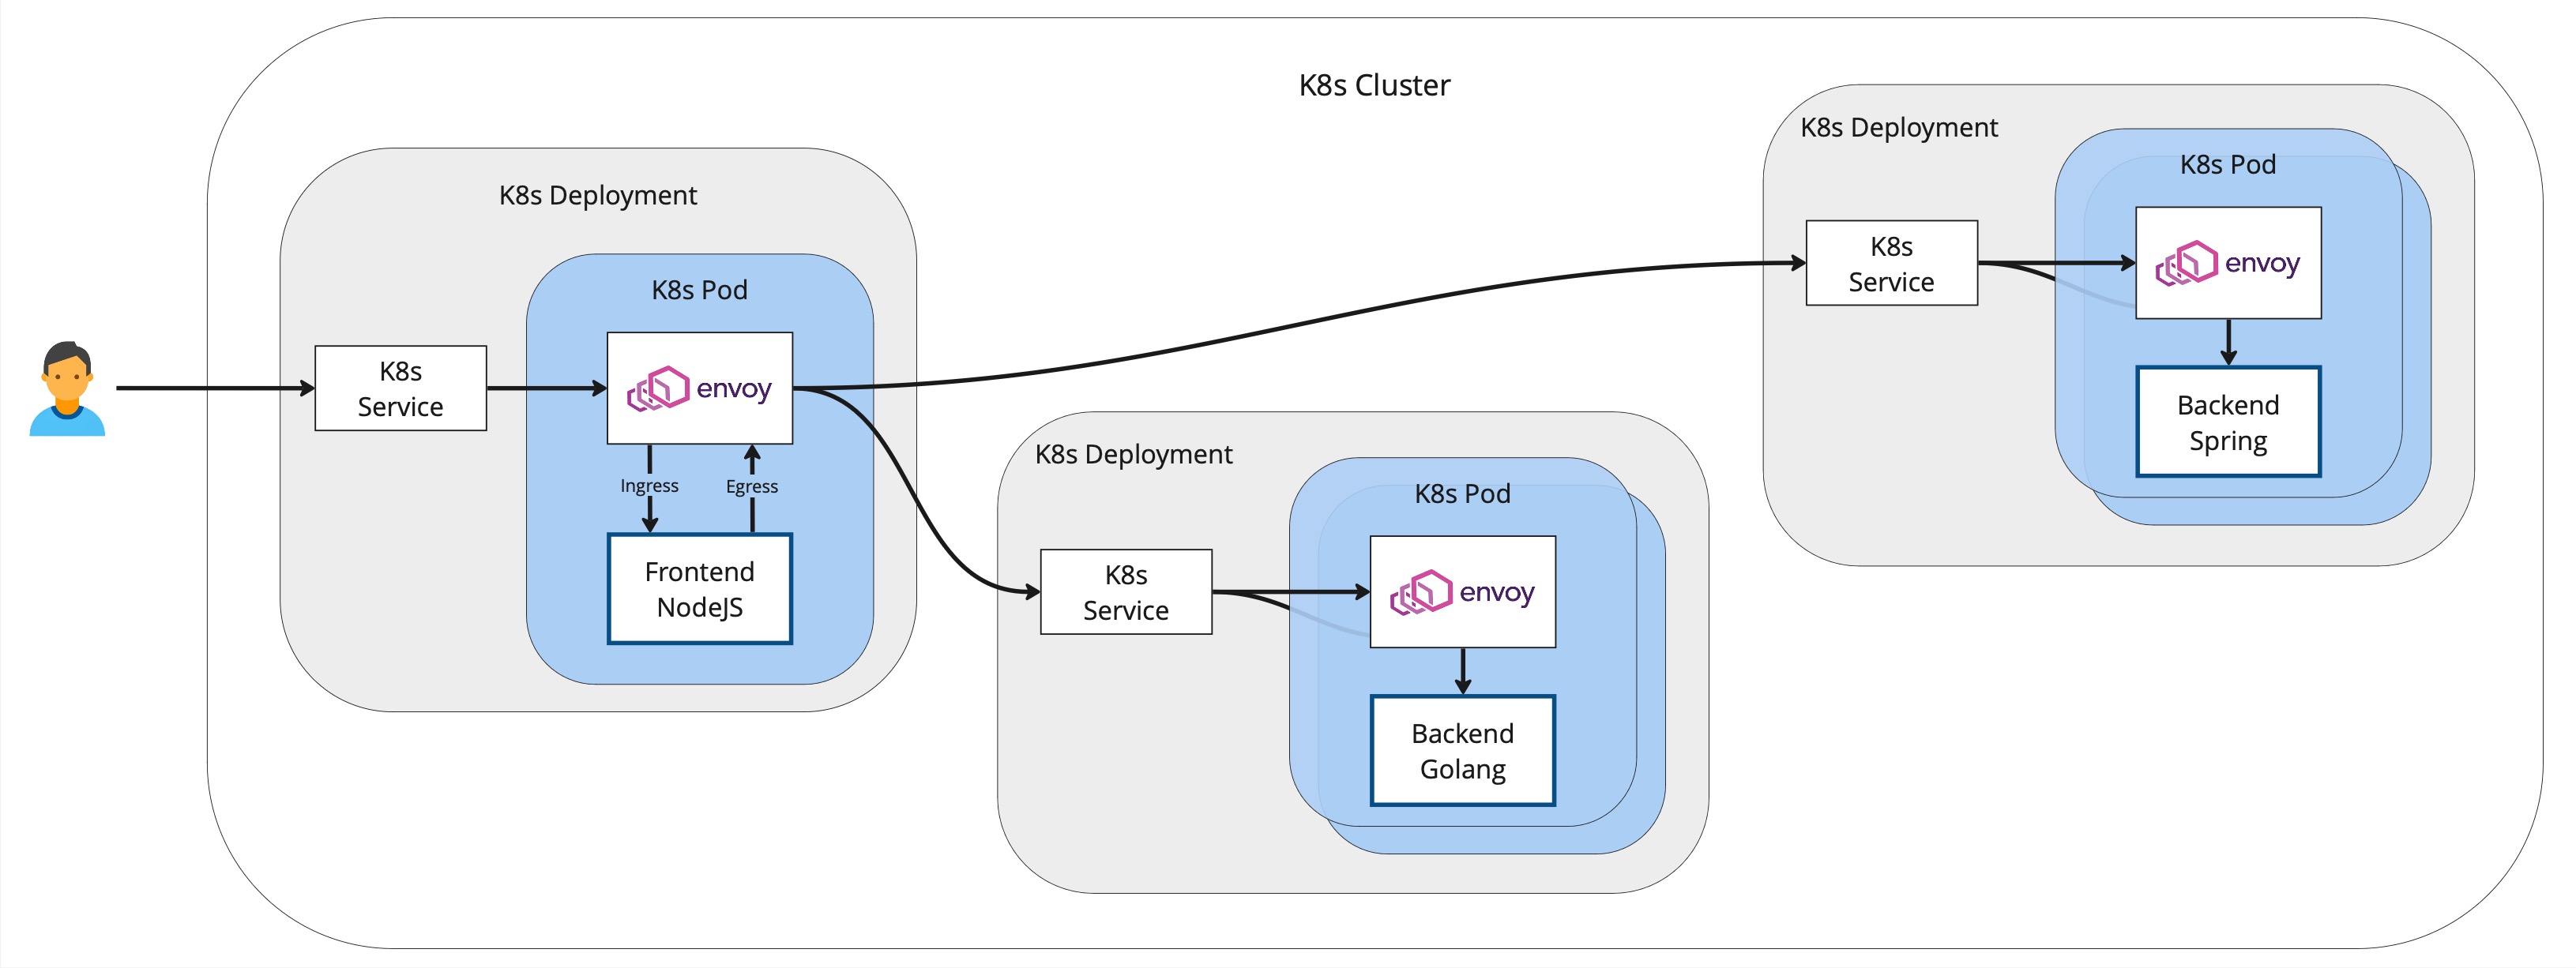 K8s Cluster
K8s Deployment
K8s Pod
K8s
Service
envoy
Ingress
Egress
Frontend
NodeJS
K8s Deployment
K8s Pod
K8s
Service
envoy
Backend
Golang
K8s Deployment
K8s Pod
K8s
Service
envoy
Backend
Spring